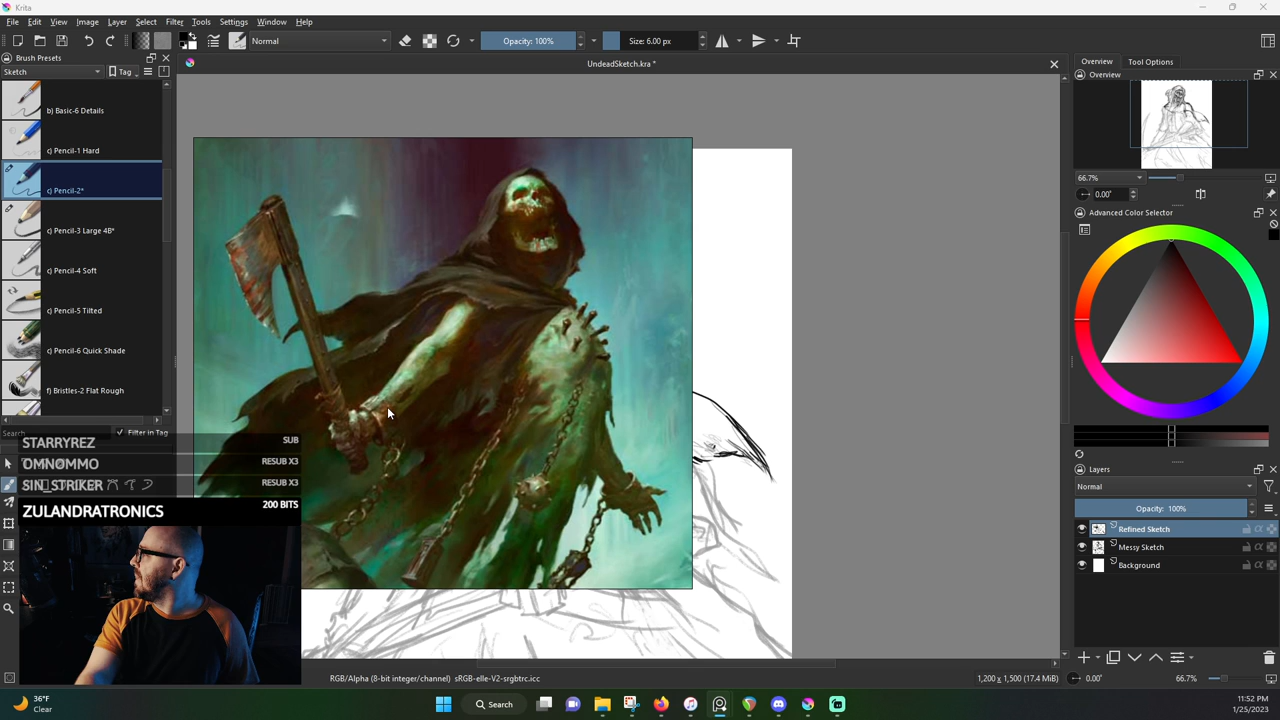 Krita
File Edit View Image Layer Select Filter Tools Settings Window Help
Normal
Opacity: 100%
Size: 6.00 px
Brush Presets
Sketch
Tag
b) Basic-6 Details
c) Pencil-1 Hard
c) Pencil-2*
c) Pencil-3 Large 4B*
c) Pencil-4 Soft
c) Pencil-5 Tilted
c) Pencil-6 Quick Shade
f) Bristles-2 Flat Rough
Search
Filter in Tag
UndeadSketch.kra *
STARRYREZ SUB
OMNOMMO RESUB X3
SIN_STRIKER RESUB X3
ZULANDRATRONICS 200 BITS
Overview Tool Options
Overview
66.7%
0.00°
Advanced Color Selector
Layers
Normal
Opacity: 100%
Refined Sketch
Messy Sketch
Background
RGB/Alpha (8-bit integer/channel) sRGB-elle-V2-srgbtrc.icc
1,200 x 1,500 (17.4 MiB)
0.00°
66.7%
36°F
Clear
Search
11:52 PM
1/25/2023